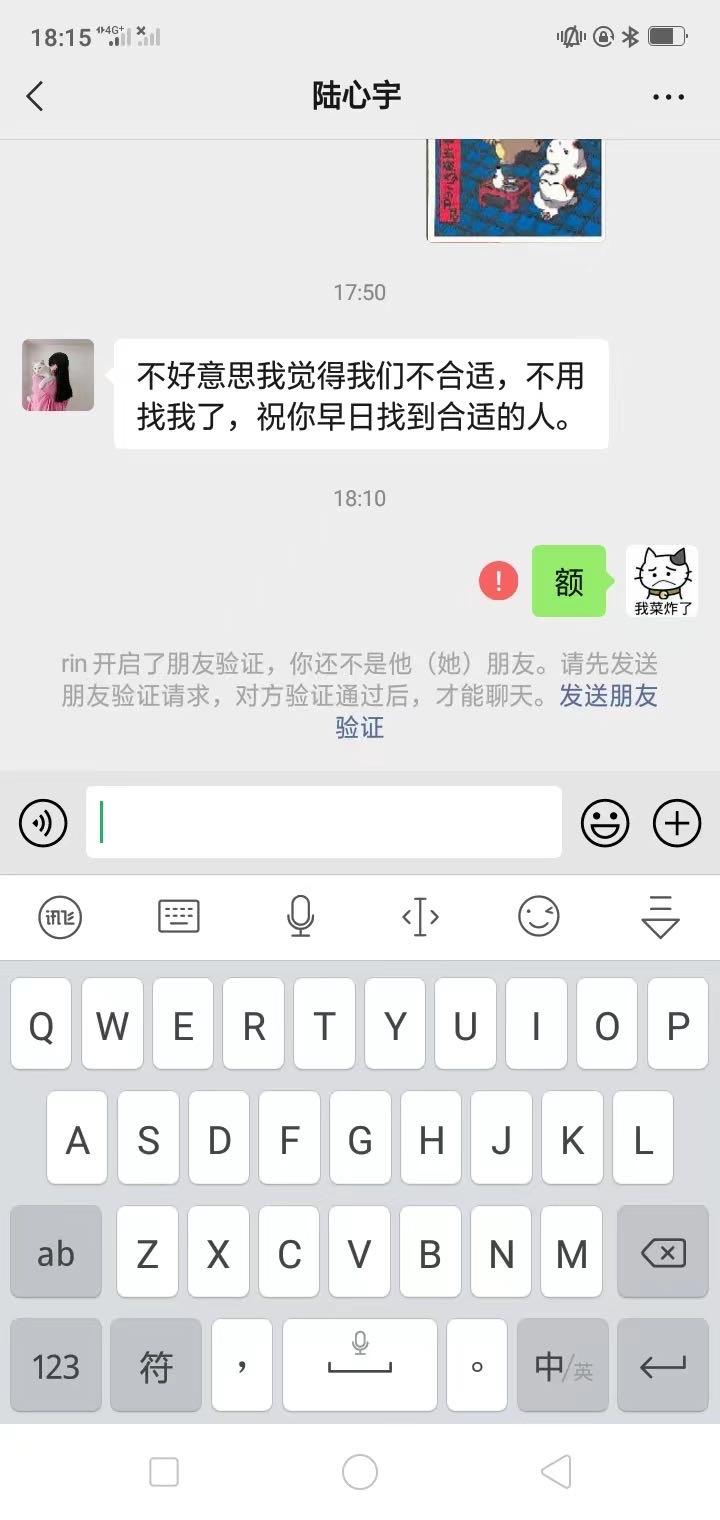 18:15
4G+
陆心宇
17:50
不好意思我觉得我们不合适，不用
找我了，祝你早日找到合适的人。
18:10
!
额
我菜炸了
rin 开启了朋友验证，你还不是他（她）朋友。请先发送
朋友验证请求，对方验证通过后，才能聊天。发送朋友
验证
讯飞
Q W E R T Y U I O P
A S D F G H J K L
ab Z X C V B N M
123 符 ， 。 中/英